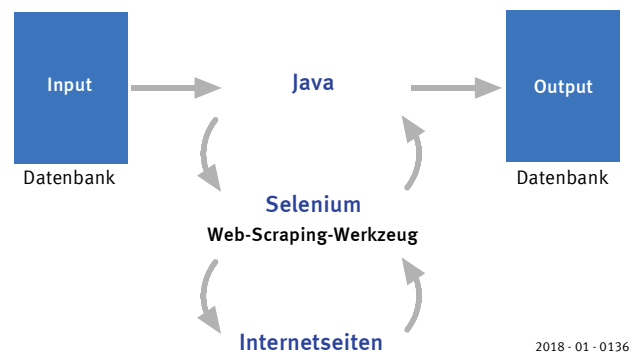 Input
Java
Output
Datenbank
Datenbank
Selenium
Web-Scraping-Werkzeug
Internetseiten
2018 - 01 - 0136